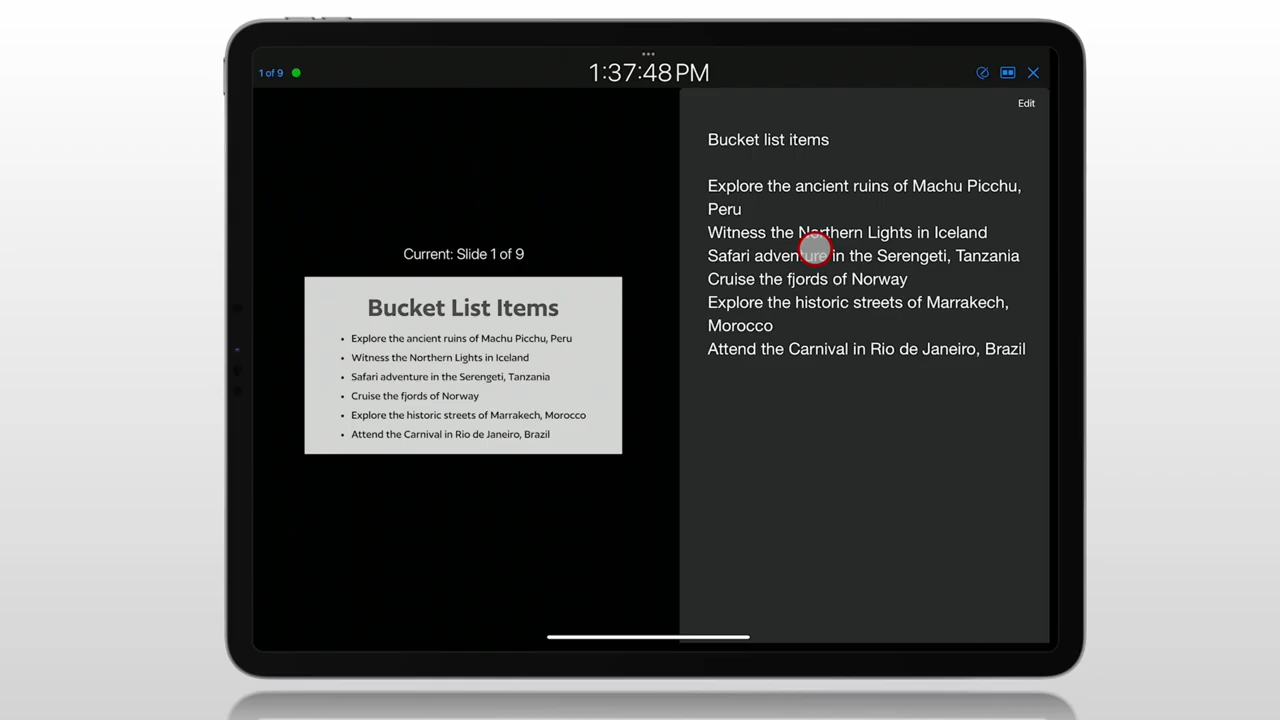 1 of 9
1:37:48 PM
Edit
Current: Slide 1 of 9
Bucket List Items
• Explore the ancient ruins of Machu Picchu, Peru
• Witness the Northern Lights in Iceland
• Safari adventure in the Serengeti, Tanzania
• Cruise the fjords of Norway
• Explore the historic streets of Marrakech, Morocco
• Attend the Carnival in Rio de Janeiro, Brazil
Bucket list items
Explore the ancient ruins of Machu Picchu,
Peru
Witness the Northern Lights in Iceland
Safari adventure in the Serengeti, Tanzania
Cruise the fjords of Norway
Explore the historic streets of Marrakech,
Morocco
Attend the Carnival in Rio de Janeiro, Brazil